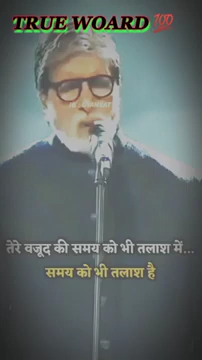 TRUE WOARD 💯
तेरे वजूद की समय को भी तलाश में...
समय को भी तलाश है